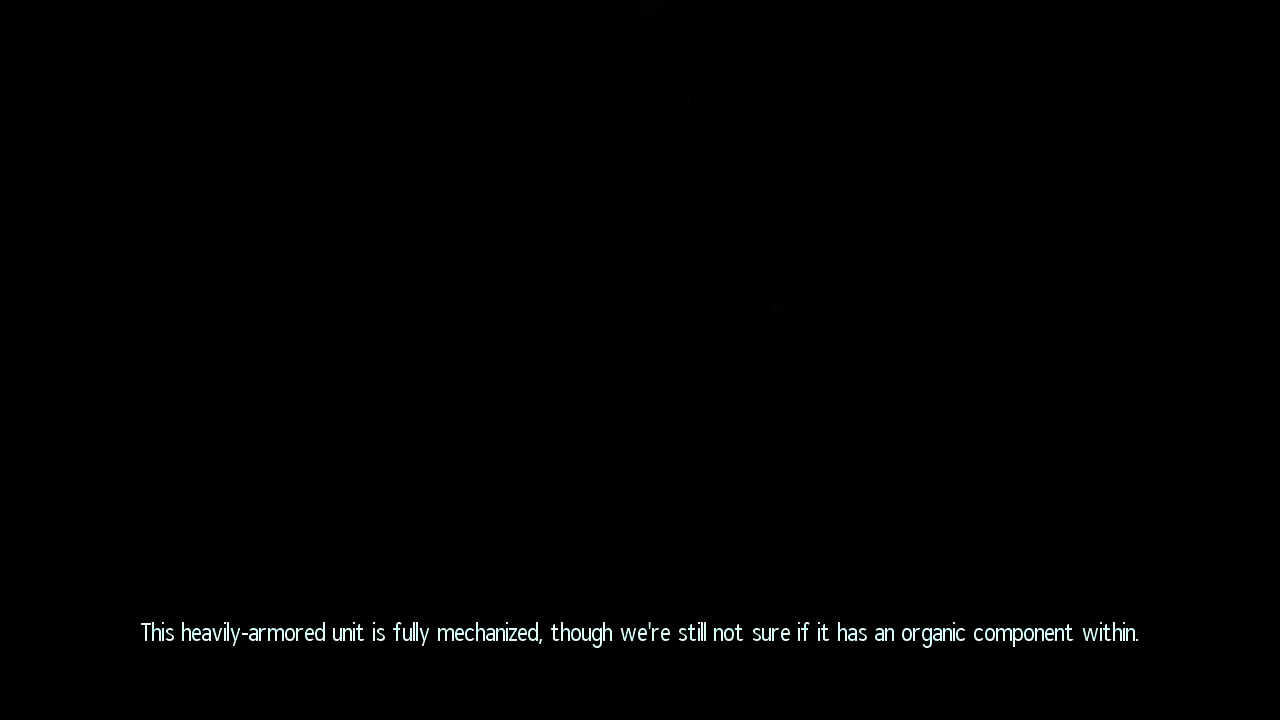 This heavily-armored unit is fully mechanized, though we're still not sure if it has an organic component within.